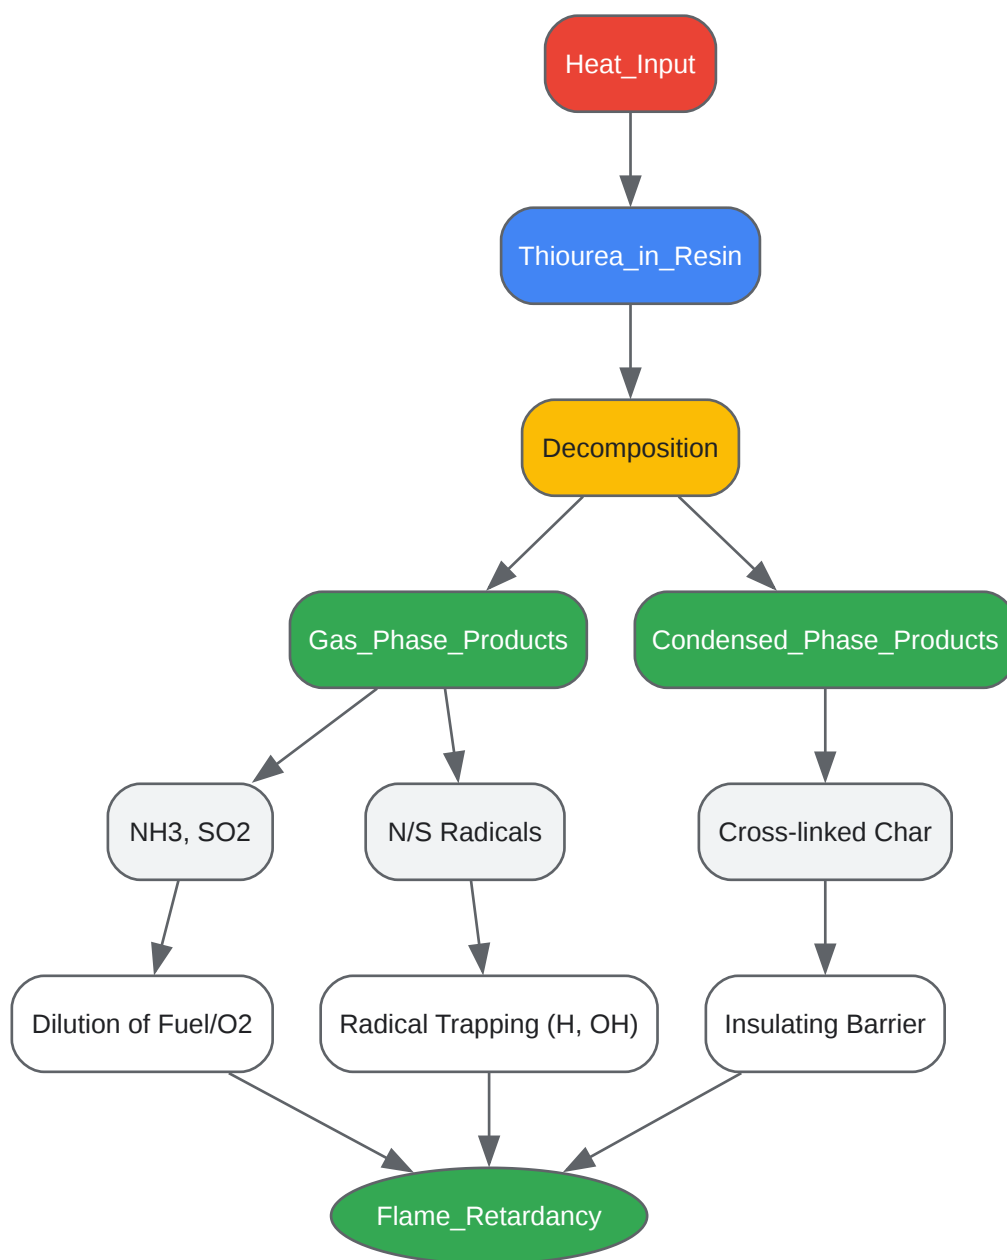 Heat_Input
Thiourea_in_Resin
Decomposition
Gas_Phase_Products
Condensed_Phase_Products
NH3, SO2
N/S Radicals
Cross-linked Char
Dilution of Fuel/O2
Radical Trapping (H, OH)
Insulating Barrier
Flame_Retardancy